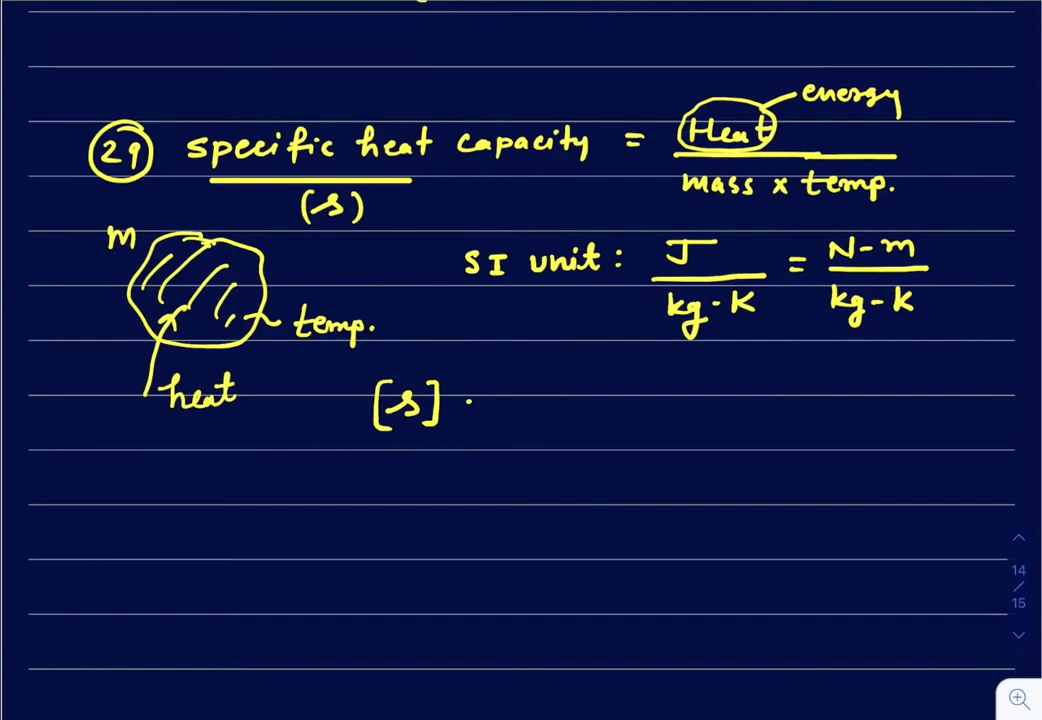 29 specific heat capacity = Heat energy
mass x temp.
(s)
m
SI unit : J = N-m
kg-K kg-K
temp.
heat
[s] .
14
/
15